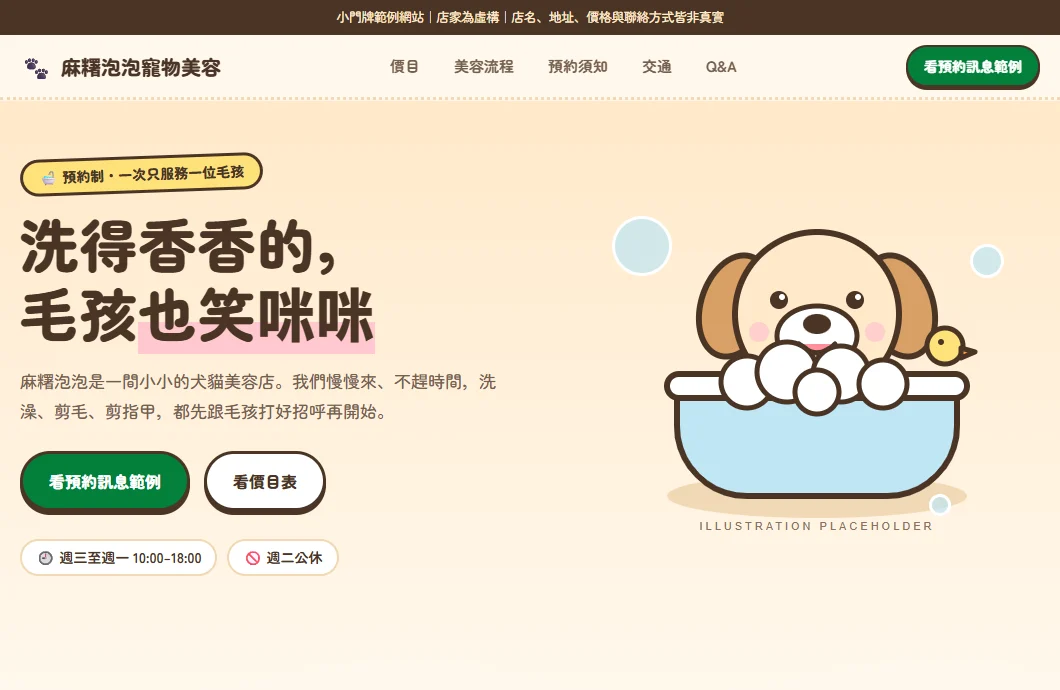 小門牌範例網站｜店家為虛構｜店名、地址、價格與聯絡方式皆非真實
麻糬泡泡寵物美容
價目 美容流程 預約須知 交通 Q&A
看預約訊息範例
預約制・一次只服務一位毛孩
洗得香香的，
毛孩也笑咪咪
麻糬泡泡是一間小小的犬貓美容店。我們慢慢來、不趕時間，洗
澡、剪毛、剪指甲，都先跟毛孩打好招呼再開始。
看預約訊息範例 看價目表
週三至週一 10:00–18:00 週二公休
ILLUSTRATION PLACEHOLDER